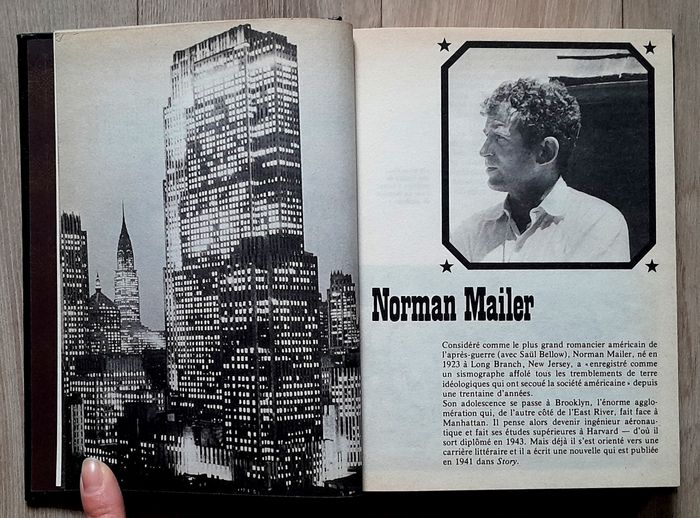 Norman Mailer
Considéré comme le plus grand romancier américain de
l'après-guerre (avec Saül Bellow), Norman Mailer, né en
1923 à Long Branch, New Jersey, a «enregistré comme
un sismographe affolé tous les tremblements de terre
idéologiques qui ont secoué la société américaine» depuis
une trentaine d'années.
Son adolescence se passe à Brooklyn, l'énorme agglo-
mération qui, de l'autre côté de l'East River, fait face à
Manhattan. Il pense alors devenir ingénieur aéronau-
tique et fait ses études supérieures à Harvard — d'où il
sort diplômé en 1943. Mais déjà il s'est orienté vers une
carrière littéraire et il a écrit une nouvelle qui est publiée
en 1941 dans Story.